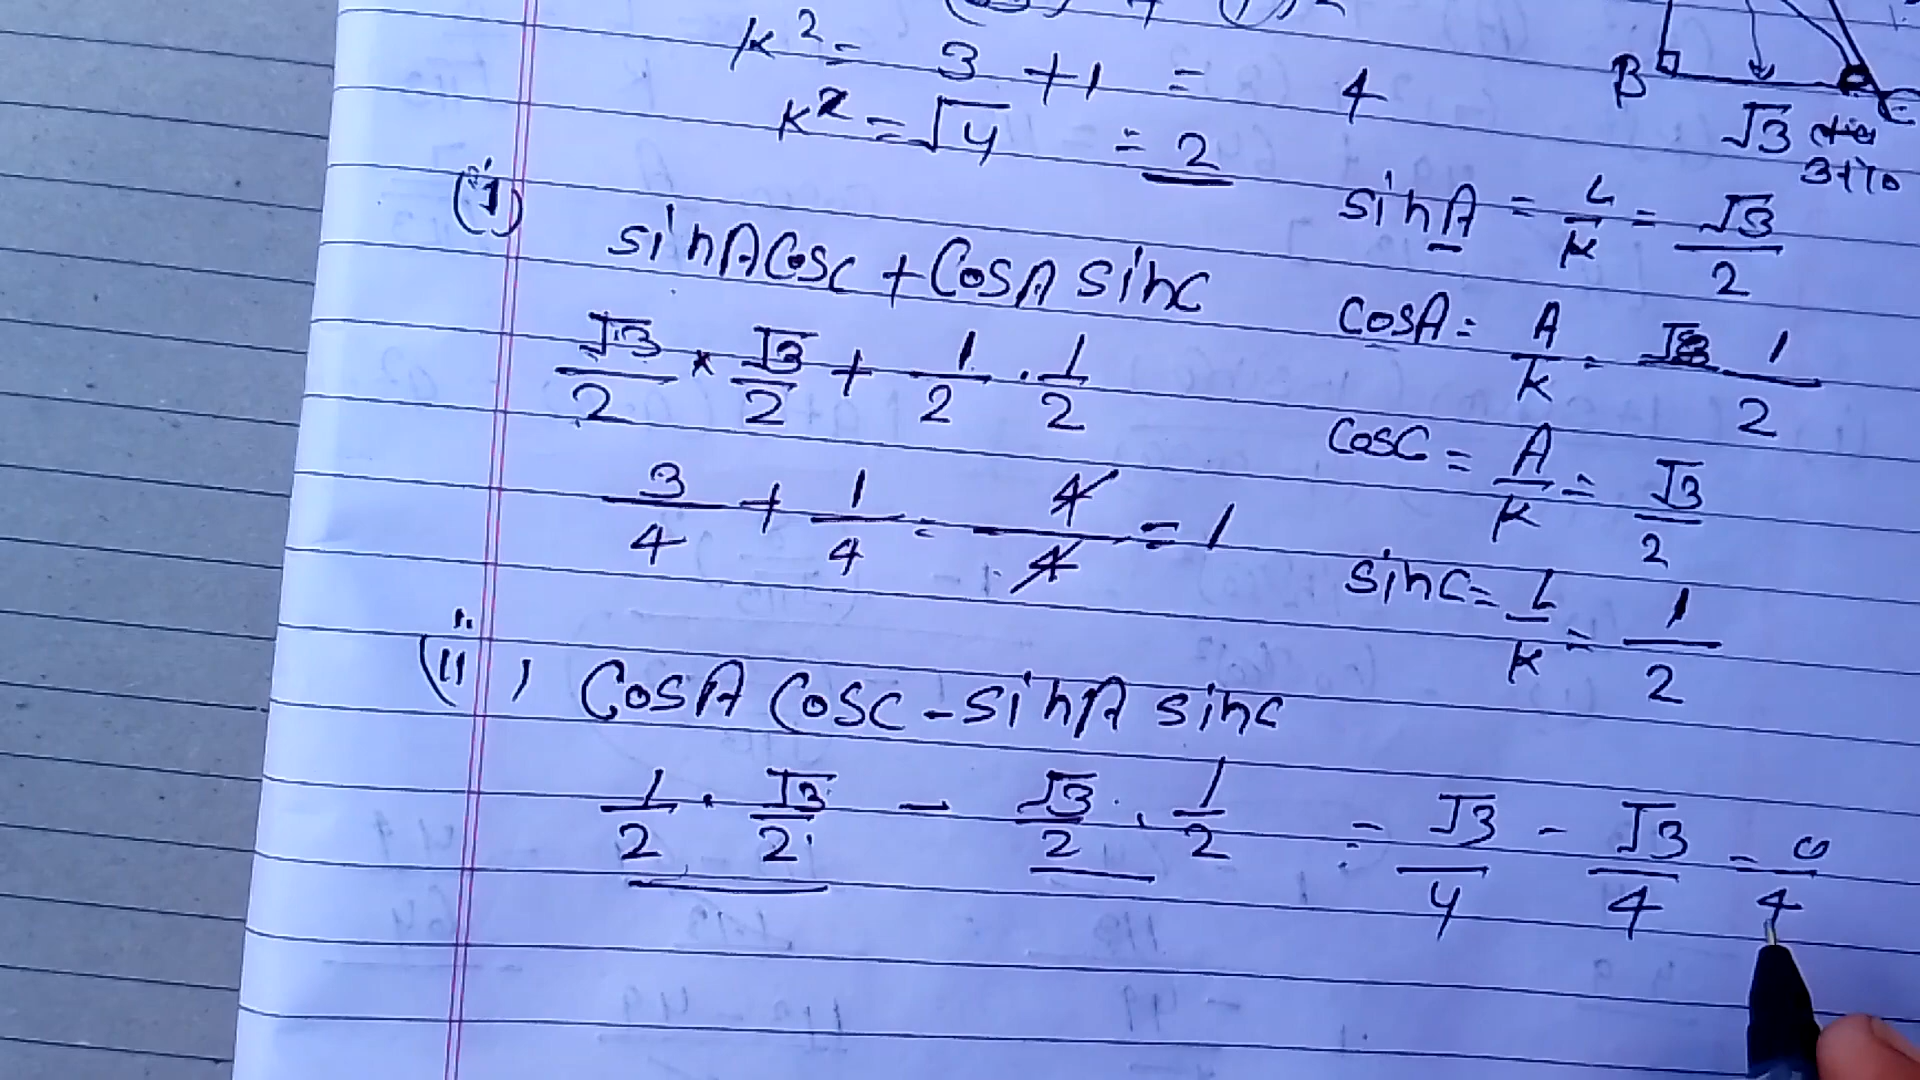 k² = 3 + 1 = 4
B
k² = √4 = 2
√3
(i)
sinA = L/K = √3/2
sinA cosC + cosA sinC
cosA = A/K = 1/2
√3/2 × √3/2 + 1/2 . 1/2
cosC = A/K = √3/2
3/4 + 1/4 = 4/4 = 1
sinC = L/K = 1/2
(ii) cosA cosC - sinA sinC
1/2 . √3/2 - √3/2 . 1/2 = √3/4 - √3/4 = 0/4